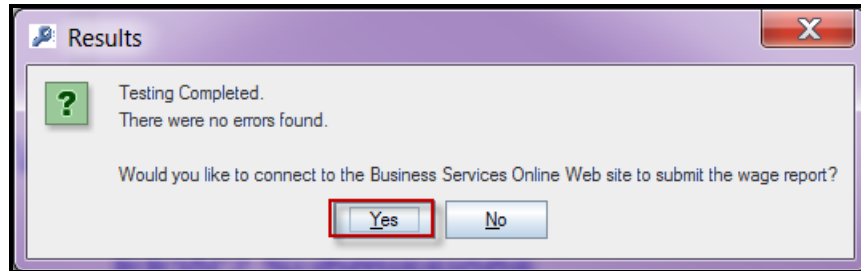 Results
X
?
Testing Completed.
There were no errors found.
Would you like to connect to the Business Services Online Web site to submit the wage report?
Yes No